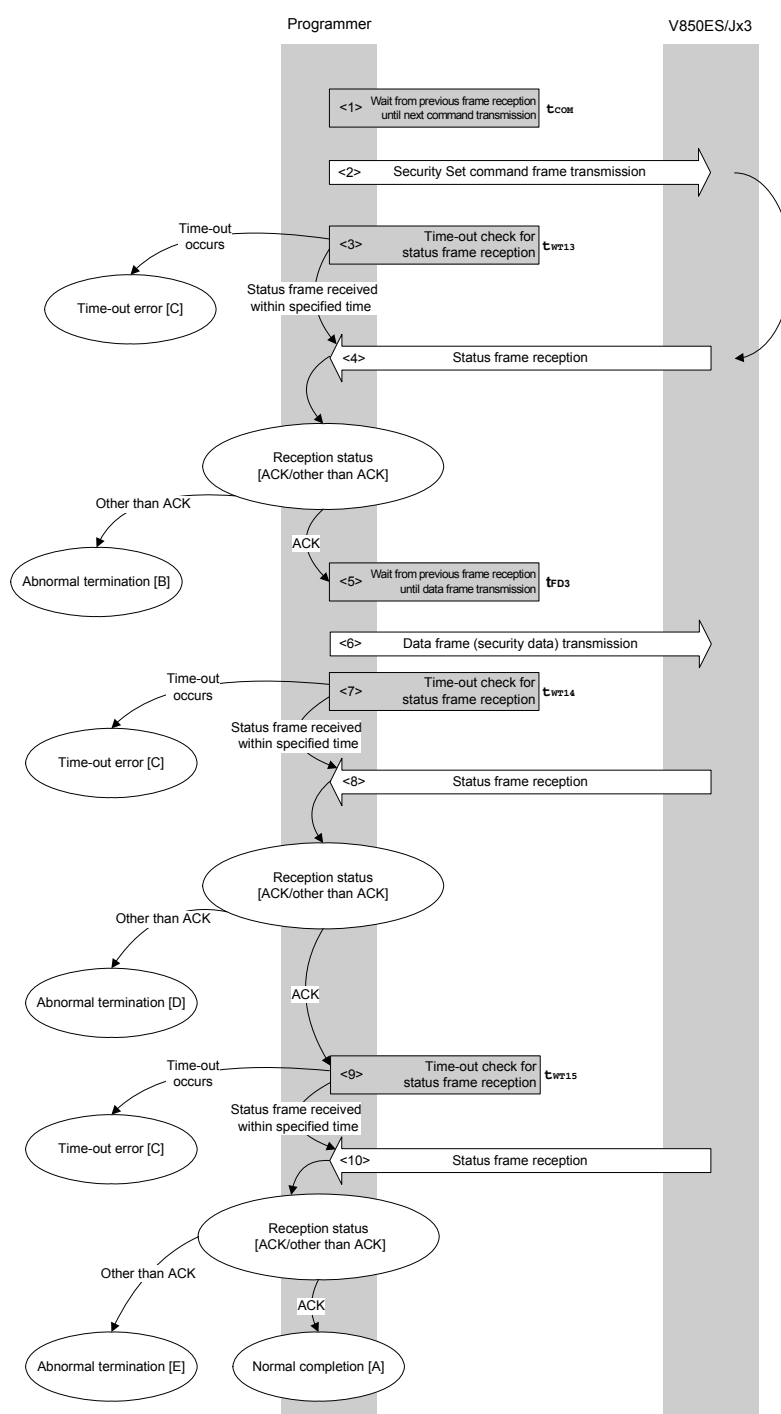 Programmer
V850ES/Jx3
<1>
Wait from previous frame reception
until next command transmission
tCOM
<2>
Security Set command frame transmission
Time-out
occurs
<3>
Time-out check for
status frame reception
tWT13
Time-out error [C]
Status frame received
within specified time
<4>
Status frame reception
Reception status
[ACK/other than ACK]
Other than ACK
ACK
Abnormal termination [B]
<5>
Wait from previous frame reception
until data frame transmission
tFD3
<6>
Data frame (security data) transmission
Time-out
occurs
<7>
Time-out check for
status frame reception
tWT14
Status frame received
within specified time
Time-out error [C]
<8>
Status frame reception
Reception status
[ACK/other than ACK]
Other than ACK
Abnormal termination [D]
ACK
Time-out
occurs
<9>
Time-out check for
status frame reception
tWT15
Status frame received
within specified time
Time-out error [C]
<10>
Status frame reception
Reception status
[ACK/other than ACK]
Other than ACK
ACK
Abnormal termination [E]
Normal completion [A]